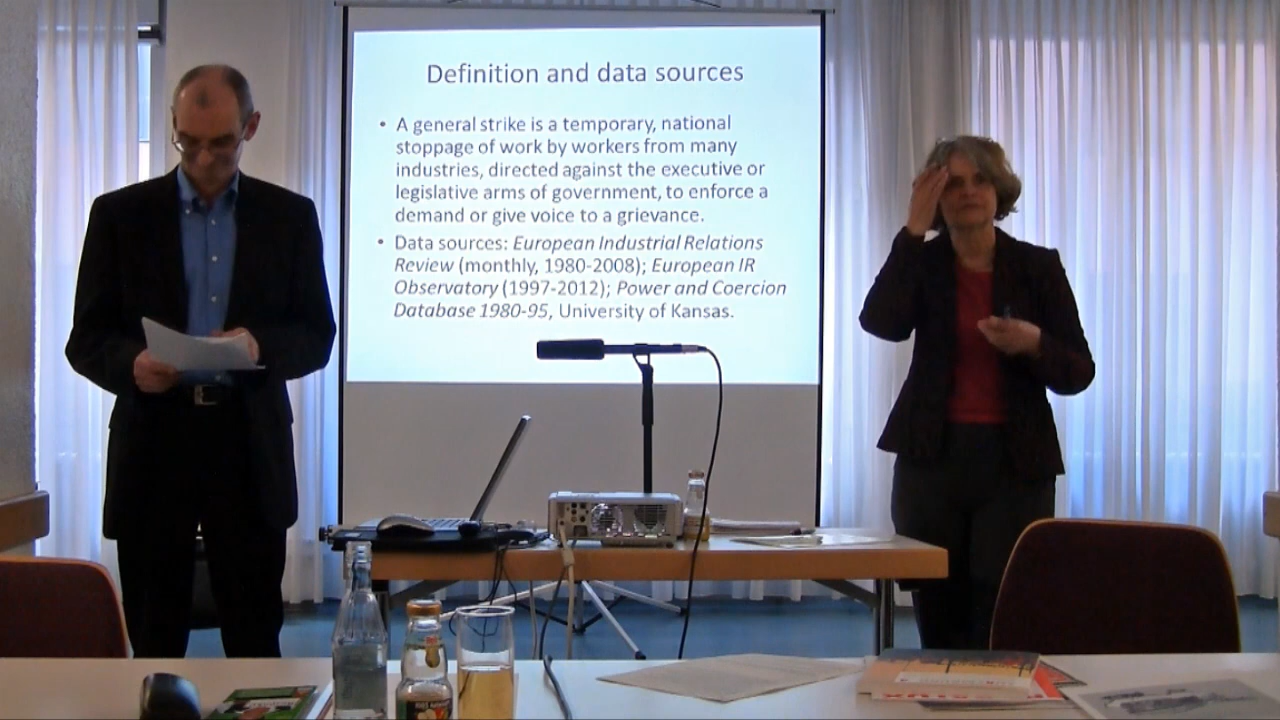 Definition and data sources
• A general strike is a temporary, national
stoppage of work by workers from many
industries, directed against the executive or
legislative arms of government, to enforce a
demand or give voice to a grievance.
• Data sources: European Industrial Relations
Review (monthly, 1980-2008); European IR
Observatory (1997-2012); Power and Coercion
Database 1980-95, University of Kansas.